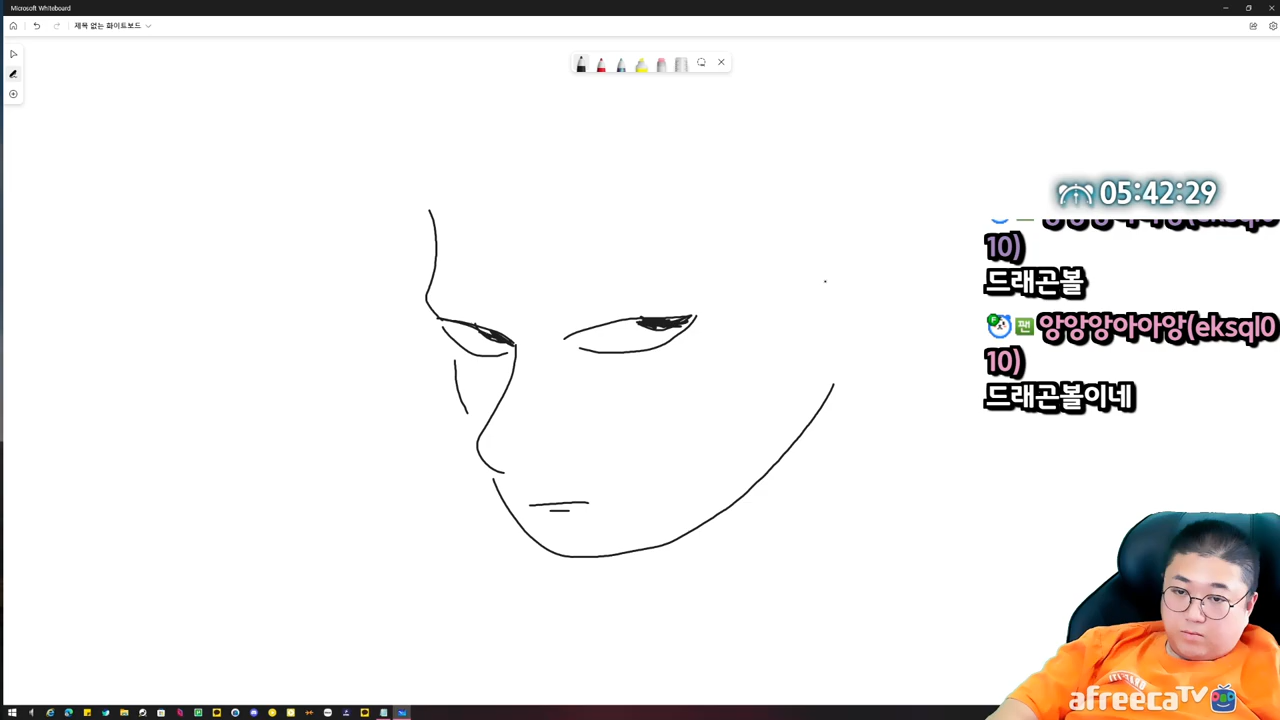 Microsoft Whiteboard
제목 없는 화이트보드
05:42:29
10)
드래곤볼
팬 앙앙앙아아앙(eksql0
10)
드래곤볼이네
afreecaTV